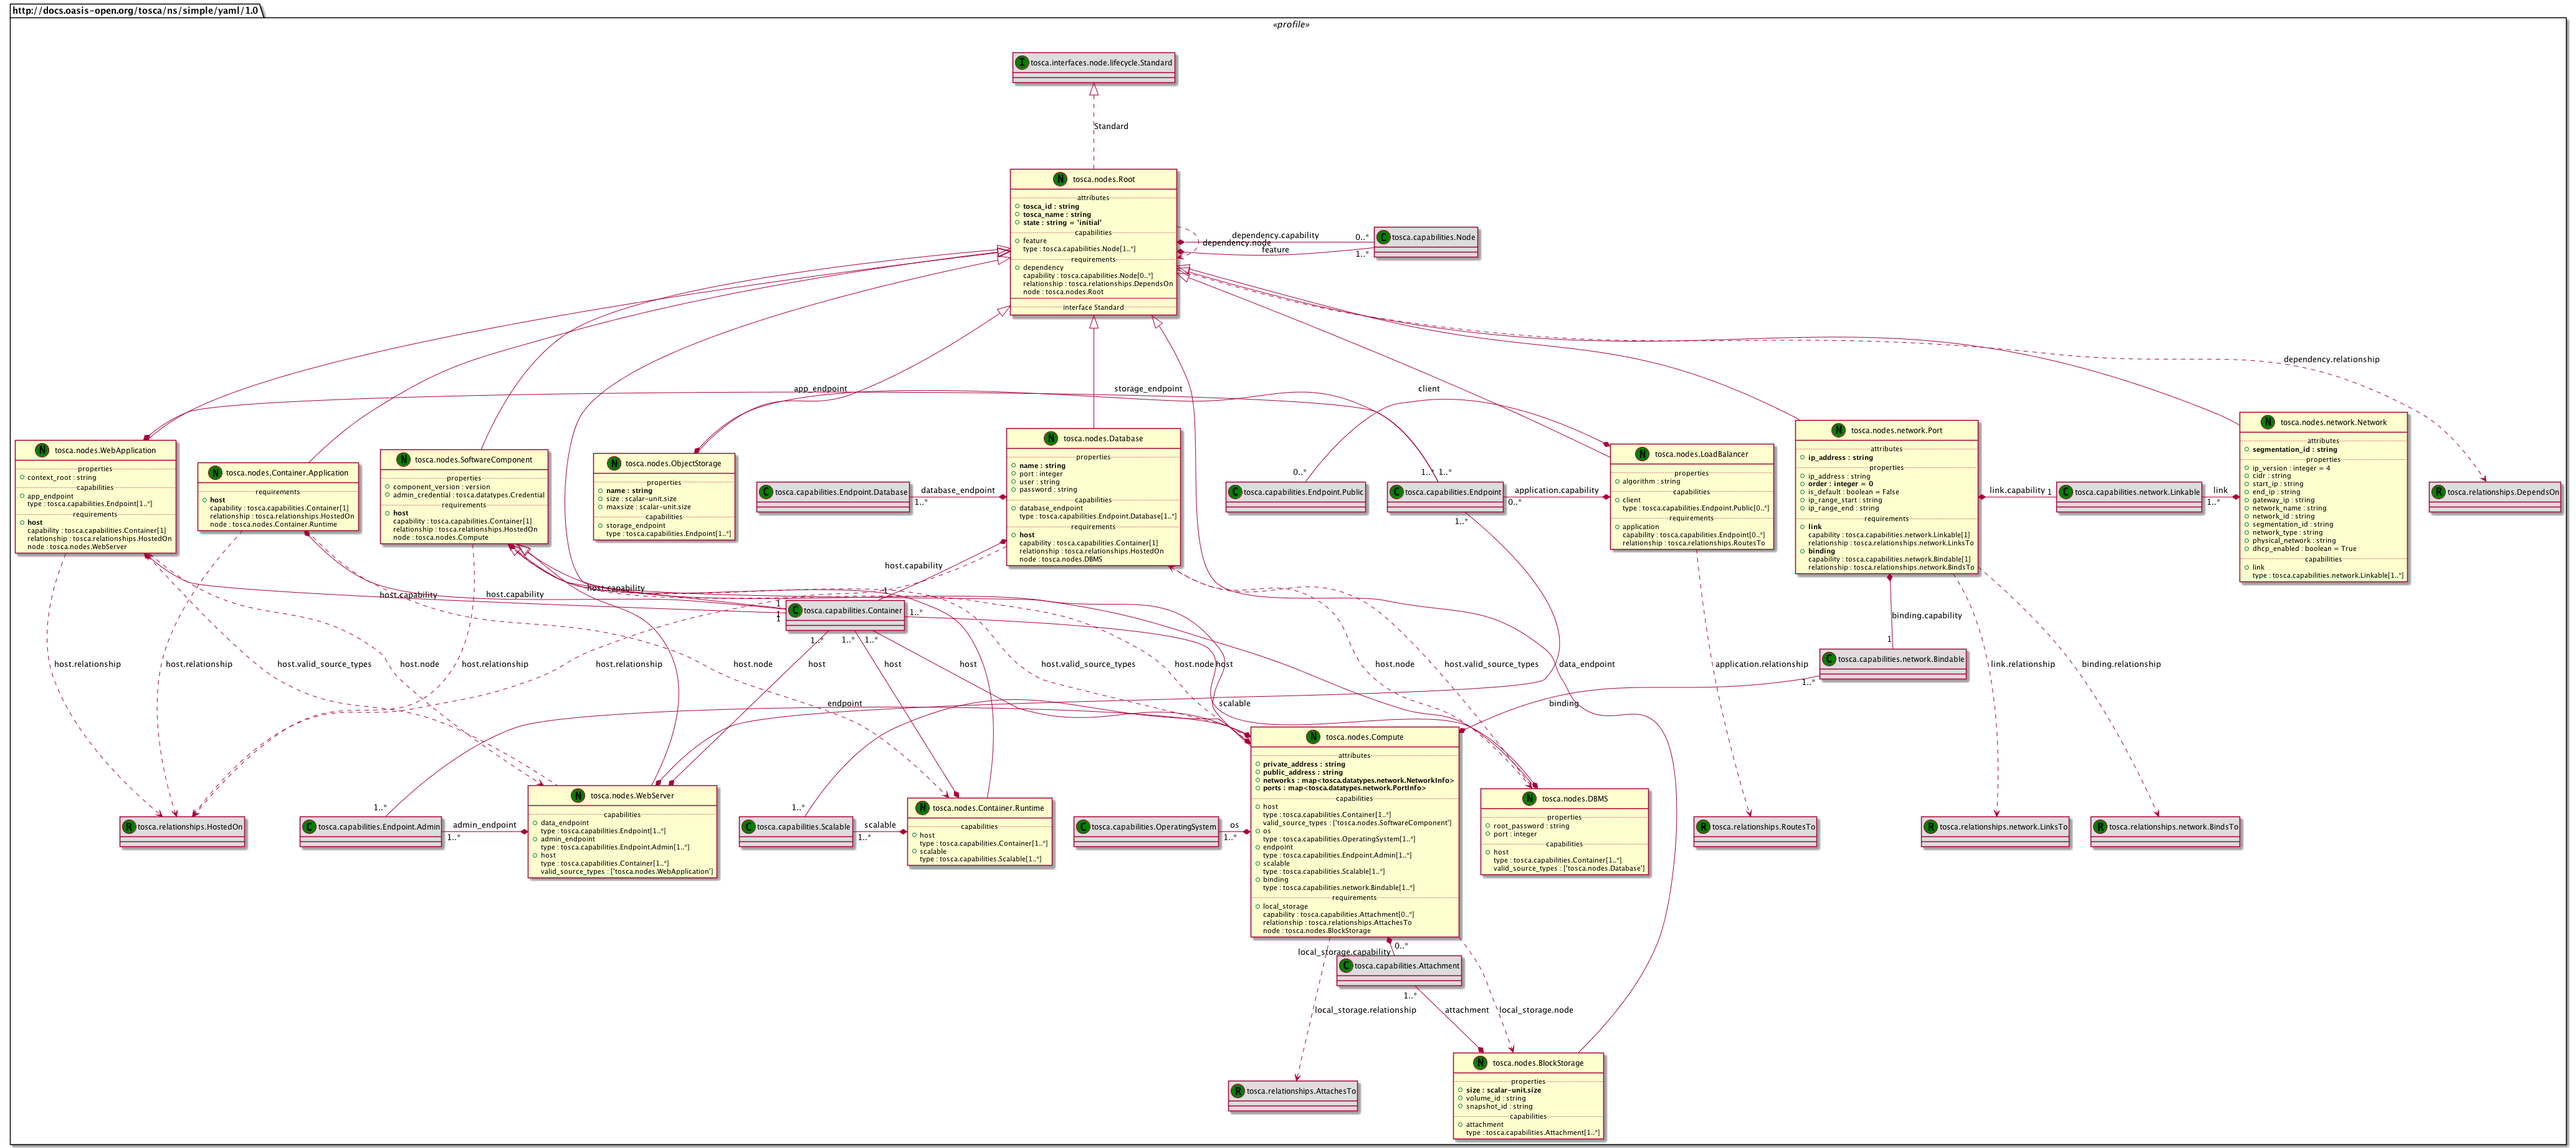 http://docs.oasis-open.org/tosca/ns/simple/yaml/1.0
«profile»
I tosca.interfaces.node.lifecycle.Standard
Standard
N tosca.nodes.Root
attributes
tosca_id : string
tosca_name : string
state : string = 'initial'
capabilities
feature
type : tosca.capabilities.Node[1..*]
requirements
dependency
capability : tosca.capabilities.Node[0..*]
relationship : tosca.relationships.DependsOn
node : tosca.nodes.Root
interface Standard
dependency.capability
0..*
dependency.node
feature
1..*
C tosca.capabilities.Node
dependency.relationship
app_endpoint
storage_endpoint
client
N tosca.nodes.WebApplication
properties
context_root : string
capabilities
app_endpoint
type : tosca.capabilities.Endpoint[1..*]
requirements
host
capability : tosca.capabilities.Container[1]
relationship : tosca.relationships.HostedOn
node : tosca.nodes.WebServer
N tosca.nodes.Container.Application
requirements
host
capability : tosca.capabilities.Container[1]
relationship : tosca.relationships.HostedOn
node : tosca.nodes.Container.Runtime
N tosca.nodes.SoftwareComponent
properties
component_version : version
admin_credential : tosca.datatypes.Credential
requirements
host
capability : tosca.capabilities.Container[1]
relationship : tosca.relationships.HostedOn
node : tosca.nodes.Compute
N tosca.nodes.ObjectStorage
properties
name : string
size : scalar-unit.size
maxsize : scalar-unit.size
capabilities
storage_endpoint
type : tosca.capabilities.Endpoint[1..*]
C tosca.capabilities.Endpoint.Database
database_endpoint
1..*
N tosca.nodes.Database
properties
name : string
port : integer
user : string
password : string
capabilities
database_endpoint
type : tosca.capabilities.Endpoint.Database[1..*]
requirements
host
capability : tosca.capabilities.Container[1]
relationship : tosca.relationships.HostedOn
node : tosca.nodes.DBMS
0..*
C tosca.capabilities.Endpoint.Public
1..*
1..*
C tosca.capabilities.Endpoint
1..*
application.capability
0..*
N tosca.nodes.LoadBalancer
properties
algorithm : string
capabilities
client
type : tosca.capabilities.Endpoint.Public[0..*]
requirements
application
capability : tosca.capabilities.Endpoint[0..*]
relationship : tosca.relationships.RoutesTo
N tosca.nodes.network.Port
attributes
ip_address : string
properties
ip_address : string
order : integer = 0
is_default : boolean = False
ip_range_start : string
ip_range_end : string
requirements
link
capability : tosca.capabilities.network.Linkable[1]
relationship : tosca.relationships.network.LinksTo
binding
capability : tosca.capabilities.network.Bindable[1]
relationship : tosca.relationships.network.BindsTo
link.capability
1
C tosca.capabilities.network.Linkable
link
1..*
N tosca.nodes.network.Network
attributes
segmentation_id : string
properties
ip_version : integer = 4
cidr : string
start_ip : string
end_ip : string
gateway_ip : string
network_name : string
network_id : string
segmentation_id : string
network_type : string
physical_network : string
dhcp_enabled : boolean = True
capabilities
link
type : tosca.capabilities.network.Linkable[1..*]
R tosca.relationships.DependsOn
host.capability
host.capability
host.capability
host.capability
1
1
1
C tosca.capabilities.Container
1..*
1..*
1..*
1..*
binding.capability
1
C tosca.capabilities.network.Bindable
1..*
host.relationship
host.relationship
host.valid_source_types
host.node
host.relationship
host.relationship
host.node
host
host
host
host.valid_source_types
host.node
host
host.node
host.valid_source_types
data_endpoint
application.relationship
link.relationship
binding.relationship
endpoint
scalable
binding
1..*
R tosca.relationships.HostedOn
C tosca.capabilities.Endpoint.Admin
admin_endpoint
1..*
N tosca.nodes.WebServer
capabilities
data_endpoint
type : tosca.capabilities.Endpoint[1..*]
admin_endpoint
type : tosca.capabilities.Endpoint.Admin[1..*]
host
type : tosca.capabilities.Container[1..*]
valid_source_types : ['tosca.nodes.WebApplication']
1..*
C tosca.capabilities.Scalable
scalable
1..*
N tosca.nodes.Container.Runtime
capabilities
host
type : tosca.capabilities.Container[1..*]
scalable
type : tosca.capabilities.Scalable[1..*]
C tosca.capabilities.OperatingSystem
os
1..*
N tosca.nodes.Compute
attributes
private_address : string
public_address : string
networks : map<tosca.datatypes.network.NetworkInfo>
ports : map<tosca.datatypes.network.PortInfo>
capabilities
host
type : tosca.capabilities.Container[1..*]
valid_source_types : ['tosca.nodes.SoftwareComponent']
os
type : tosca.capabilities.OperatingSystem[1..*]
endpoint
type : tosca.capabilities.Endpoint.Admin[1..*]
scalable
type : tosca.capabilities.Scalable[1..*]
binding
type : tosca.capabilities.network.Bindable[1..*]
requirements
local_storage
capability : tosca.capabilities.Attachment[0..*]
relationship : tosca.relationships.AttachesTo
node : tosca.nodes.BlockStorage
N tosca.nodes.DBMS
properties
root_password : string
port : integer
capabilities
host
type : tosca.capabilities.Container[1..*]
valid_source_types : ['tosca.nodes.Database']
R tosca.relationships.RoutesTo
R tosca.relationships.network.LinksTo
R tosca.relationships.network.BindsTo
0..*
local_storage.capability
C tosca.capabilities.Attachment
1..*
local_storage.relationship
attachment
local_storage.node
R tosca.relationships.AttachesTo
N tosca.nodes.BlockStorage
properties
size : scalar-unit.size
volume_id : string
snapshot_id : string
capabilities
attachment
type : tosca.capabilities.Attachment[1..*]